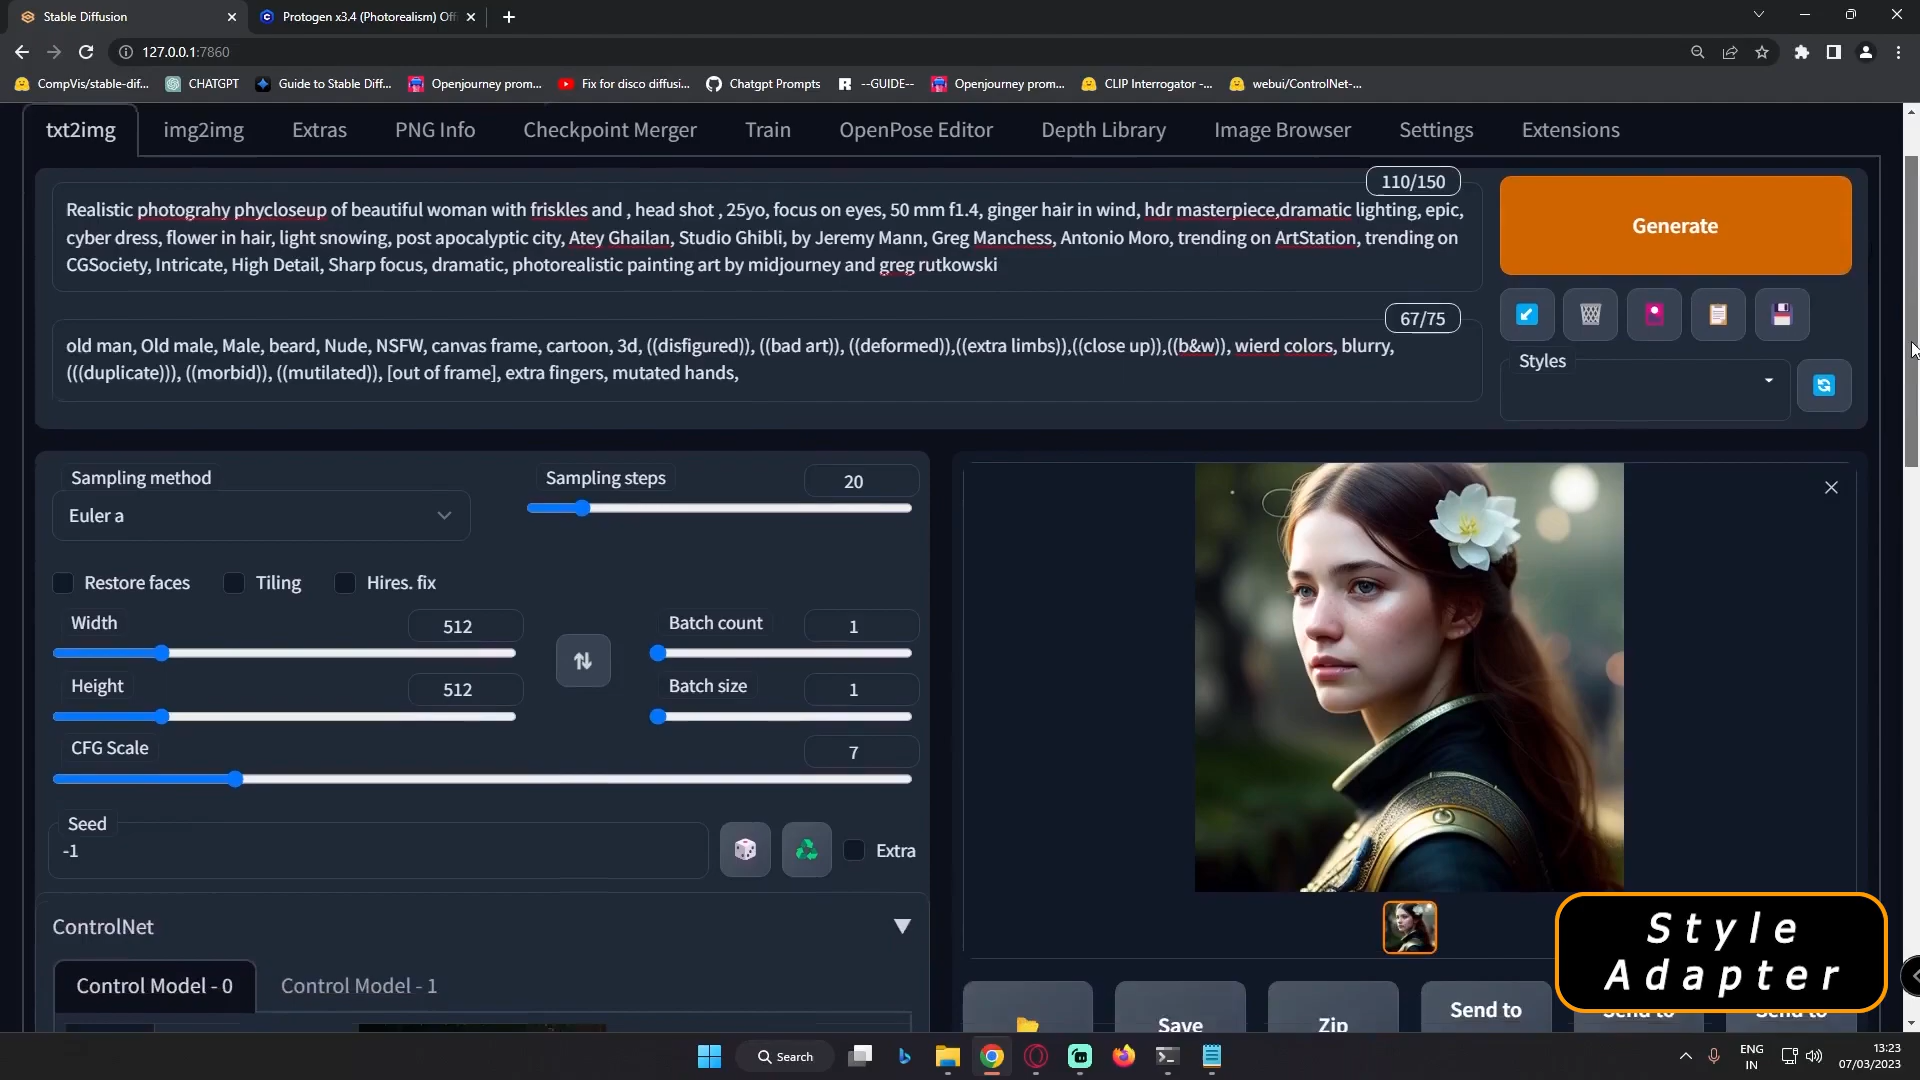 Stable Diffusion
Protogen x3.4 (Photorealism) Off
127.0.0.1:7860
CompVis/stable-dif...
CHATGPT
Guide to Stable Diff...
Openjourney prom...
Fix for disco diffusi...
Chatgpt Prompts
--GUIDE--
Openjourney prom...
CLIP Interrogator -...
webui/ControlNet-...
txt2img
img2img
Extras
PNG Info
Checkpoint Merger
Train
OpenPose Editor
Depth Library
Image Browser
Settings
Extensions
110/150
Realistic photograhy phycloseup of beautiful woman with friskles and , head shot , 25yo, focus on eyes, 50 mm f1.4, ginger hair in wind, hdr masterpiece,dramatic lighting, epic,
cyber dress, flower in hair, light snowing, post apocalyptic city, Atey Ghailan, Studio Ghibli, by Jeremy Mann, Greg Manchess, Antonio Moro, trending on ArtStation, trending on
CGSociety, Intricate, High Detail, Sharp focus, dramatic, photorealistic painting art by midjourney and greg rutkowski
Generate
67/75
old man, Old male, Male, beard, Nude, NSFW, canvas frame, cartoon, 3d, ((disfigured)), ((bad art)), ((deformed)),((extra limbs)),((close up)),((b&w)), wierd colors, blurry,
(((duplicate))), ((morbid)), ((mutilated)), [out of frame], extra fingers, mutated hands,
Styles
Sampling method
Euler a
Sampling steps
20
Restore faces
Tiling
Hires. fix
Width
512
Batch count
1
Height
512
Batch size
1
CFG Scale
7
Seed
-1
Extra
ControlNet
Control Model - 0
Control Model - 1
Save
Zip
Send to
Send to
Send to
Style
Adapter
Search
ENG
IN
13:23
07/03/2023